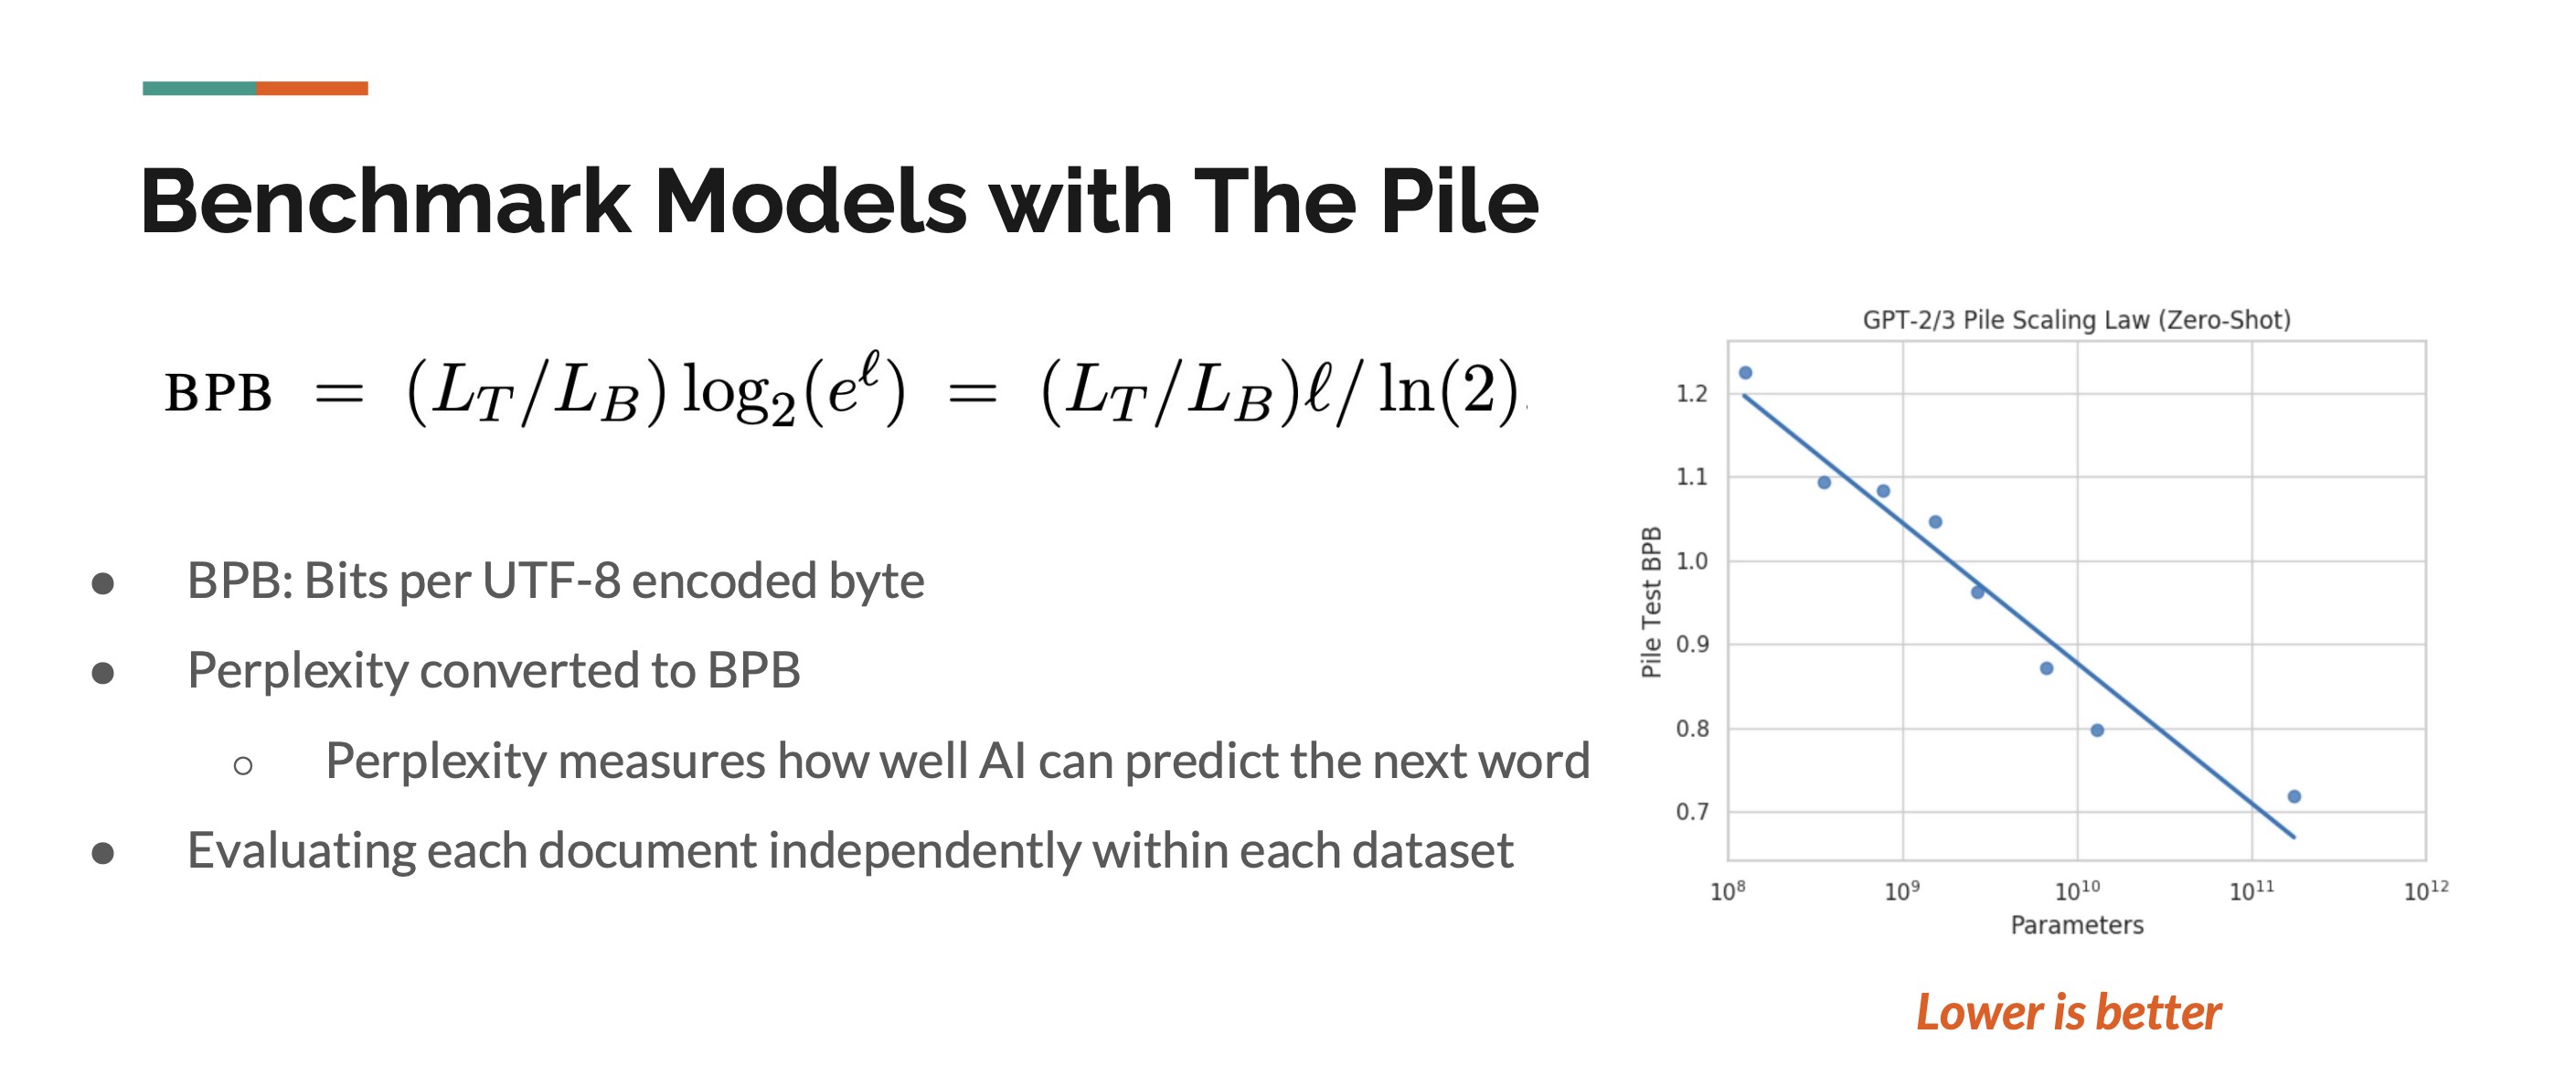 Benchmark Models with The Pile
BPB = (L_T/L_B) log_2(e^ℓ) = (L_T/L_B)ℓ/ ln(2).
● BPB: Bits per UTF-8 encoded byte
● Perplexity converted to BPB
○ Perplexity measures how well AI can predict the next word
● Evaluating each document independently within each dataset
GPT-2/3 Pile Scaling Law (Zero-Shot)
Pile Test BPB
1.2
1.1
1.0
0.9
0.8
0.7
10^8 10^9 10^10 10^11 10^12
Parameters
Lower is better